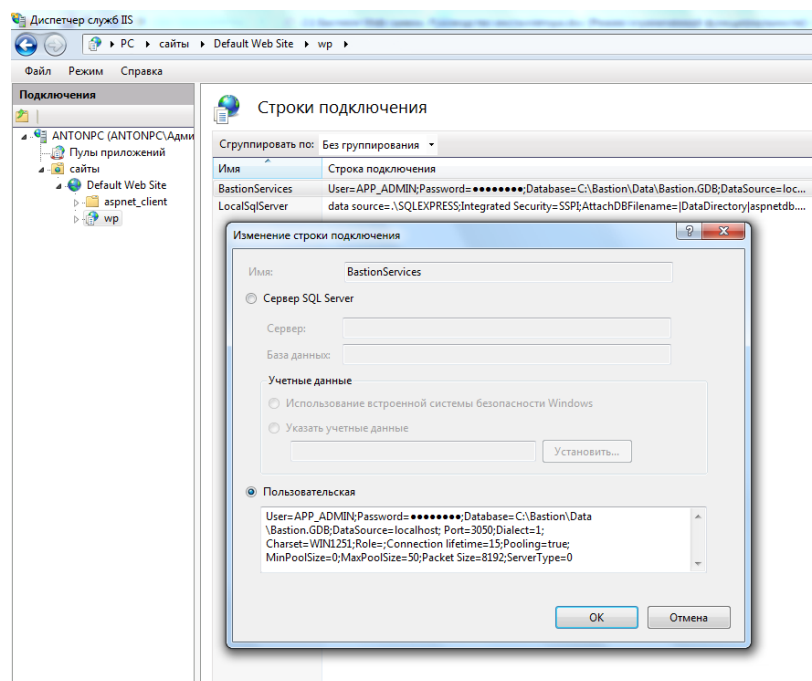 Диспетчер служб IIS
PC сайты Default Web Site wp
Файл Режим Справка
Подключения
ANTONPC (ANTONPC\Адми
Пулы приложений
сайты
Default Web Site
aspnet_client
wp
Строки подключения
Сгруппировать по: Без группирования
Имя Строка подключения
BastionServices User=APP_ADMIN;Password=●●●●●●●●;Database=C:\Bastion\Data\Bastion.GDB;DataSource=loc...
LocalSqlServer data source=.\SQLEXPRESS;Integrated Security=SSPI;AttachDBFilename=|DataDirectory|aspnetdb....
Изменение строки подключения
Имя: BastionServices
Сервер SQL Server
Сервер:
База данных:
Учетные данные
Использование встроенной системы безопасности Windows
Указать учетные данные
Установить...
Пользовательская
User=APP_ADMIN;Password=●●●●●●●●;Database=C:\Bastion\Data
\Bastion.GDB;DataSource=localhost; Port=3050;Dialect=1;
Charset=WIN1251;Role=;Connection lifetime=15;Pooling=true;
MinPoolSize=0;MaxPoolSize=50;Packet Size=8192;ServerType=0
OK Отмена